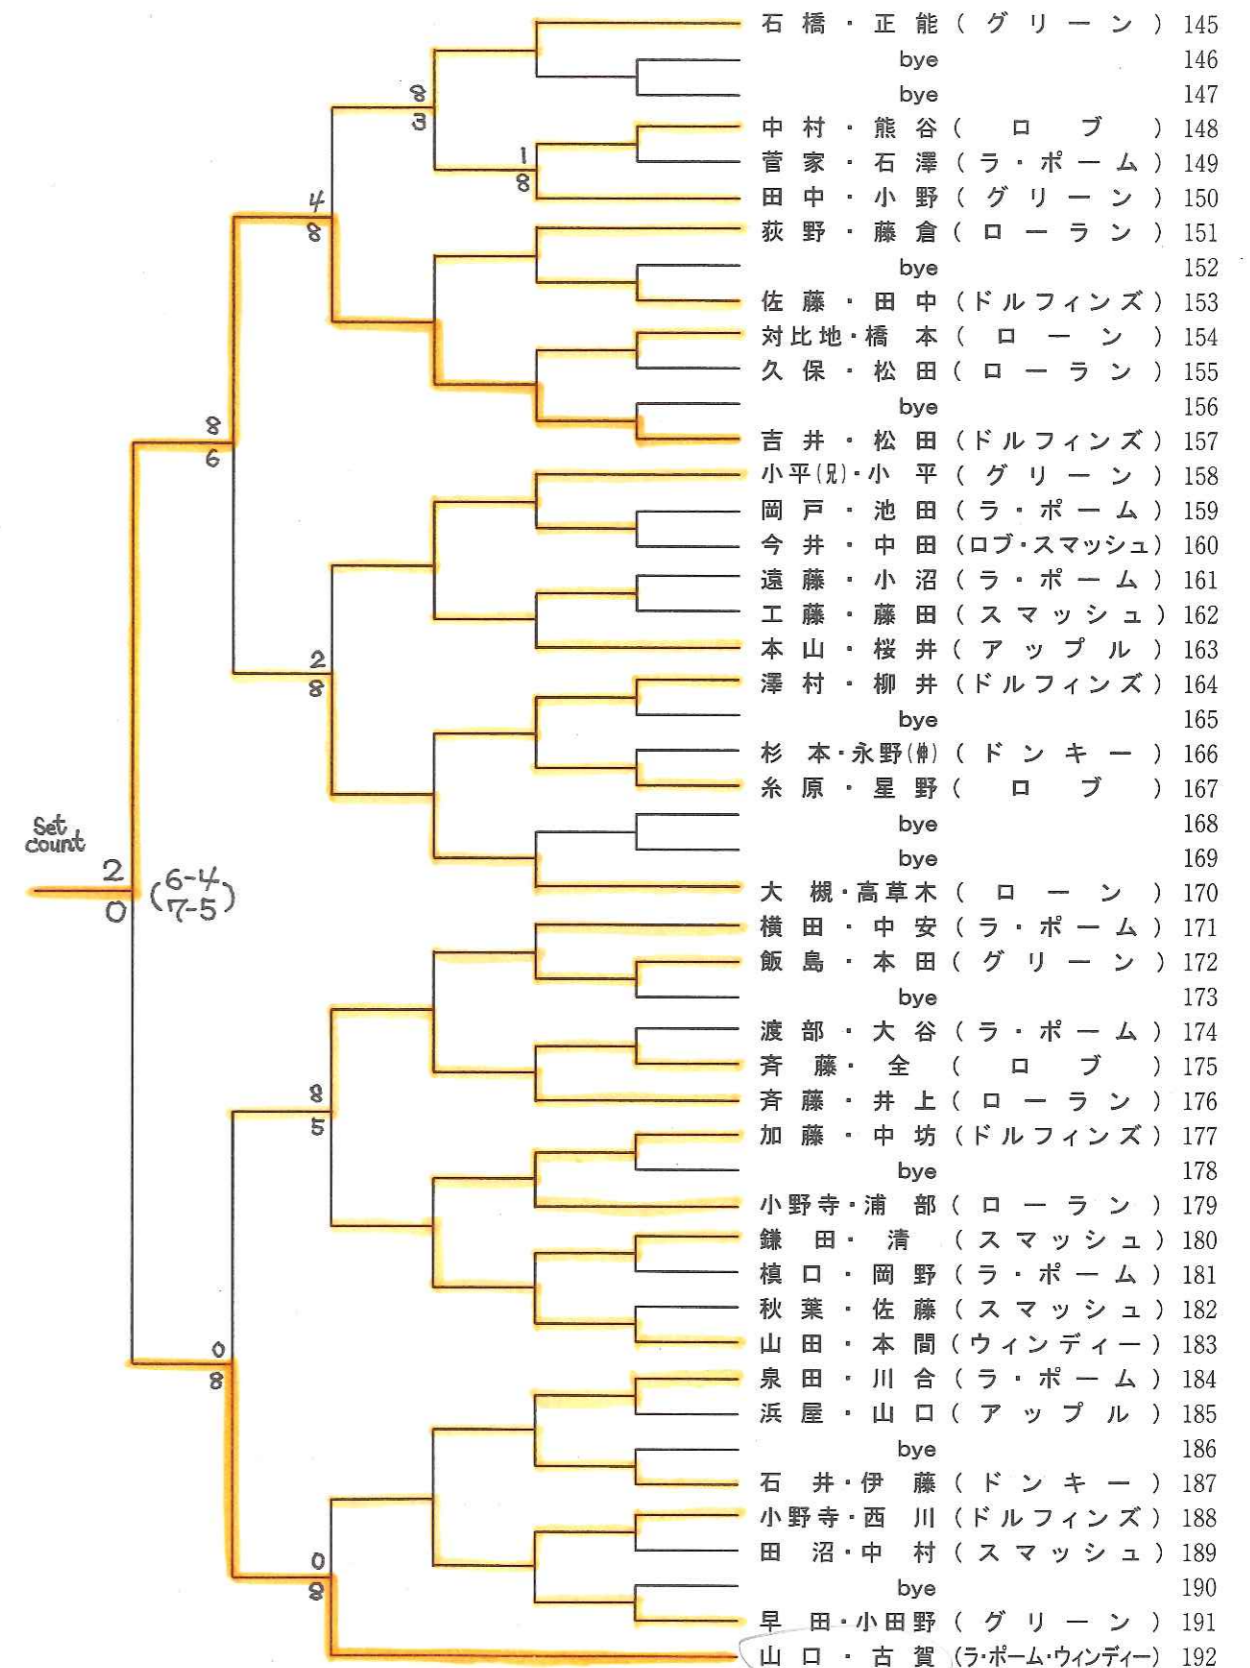 石橋・正能(グリーン) 145
bye 146
bye 147
中村・熊谷(ロブ) 148
菅家・石澤(ラ・ポーム) 149
田中・小野(グリーン) 150
荻野・藤倉(ローラン) 151
bye 152
佐藤・田中(ドルフィンズ) 153
対比地・橋本(ローン) 154
久保・松田(ローラン) 155
bye 156
吉井・松田(ドルフィンズ) 157
小平(兄)・小平(グリーン) 158
岡戸・池田(ラ・ポーム) 159
今井・中田(ロブ・スマッシュ) 160
遠藤・小沼(ラ・ポーム) 161
工藤・藤田(スマッシュ) 162
本山・桜井(アップル) 163
澤村・柳井(ドルフィンズ) 164
bye 165
杉本・永野(伸)(ドンキー) 166
糸原・星野(ロブ) 167
bye 168
bye 169
大槻・高草木(ローン) 170
横田・中安(ラ・ポーム) 171
飯島・本田(グリーン) 172
bye 173
渡部・大谷(ラ・ポーム) 174
斉藤・全(ロブ) 175
斉藤・井上(ローラン) 176
加藤・中坊(ドルフィンズ) 177
bye 178
小野寺・浦部(ローラン) 179
鎌田・清(スマッシュ) 180
槙口・岡野(ラ・ポーム) 181
秋葉・佐藤(スマッシュ) 182
山田・本間(ウィンディー) 183
泉田・川合(ラ・ポーム) 184
浜屋・山口(アップル) 185
bye 186
石井・伊藤(ドンキー) 187
小野寺・西川(ドルフィンズ) 188
田沼・中村(スマッシュ) 189
bye 190
早田・小田野(グリーン) 191
山口・古賀(ラ・ポーム・ウィンディー) 192
8
3
1
8
4
8
8
6
2
8
Set
count
2
0
(6-4
7-5)
8
5
0
8
0
8